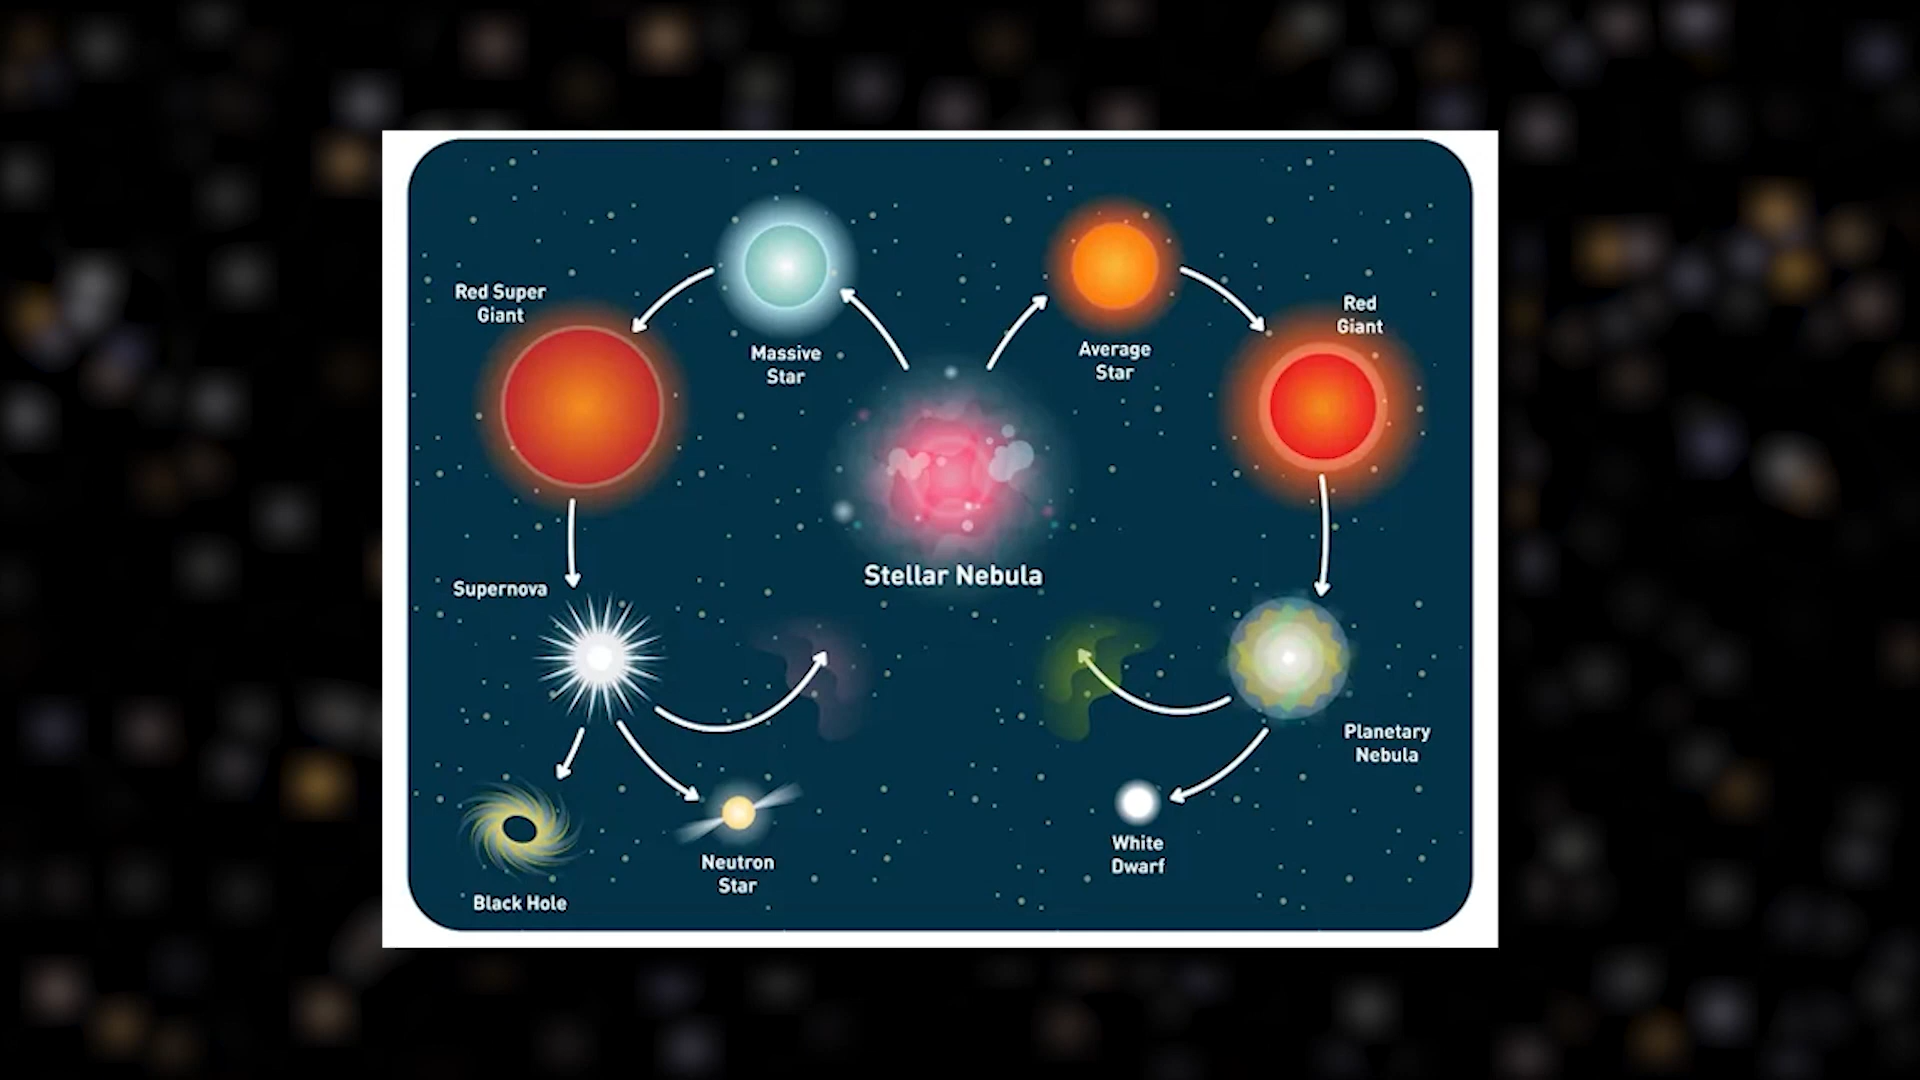 Red Super
Giant
Massive
Star
Average
Star
Red
Giant
Stellar Nebula
Supernova
Planetary
Nebula
Neutron
Star
White
Dwarf
Black Hole